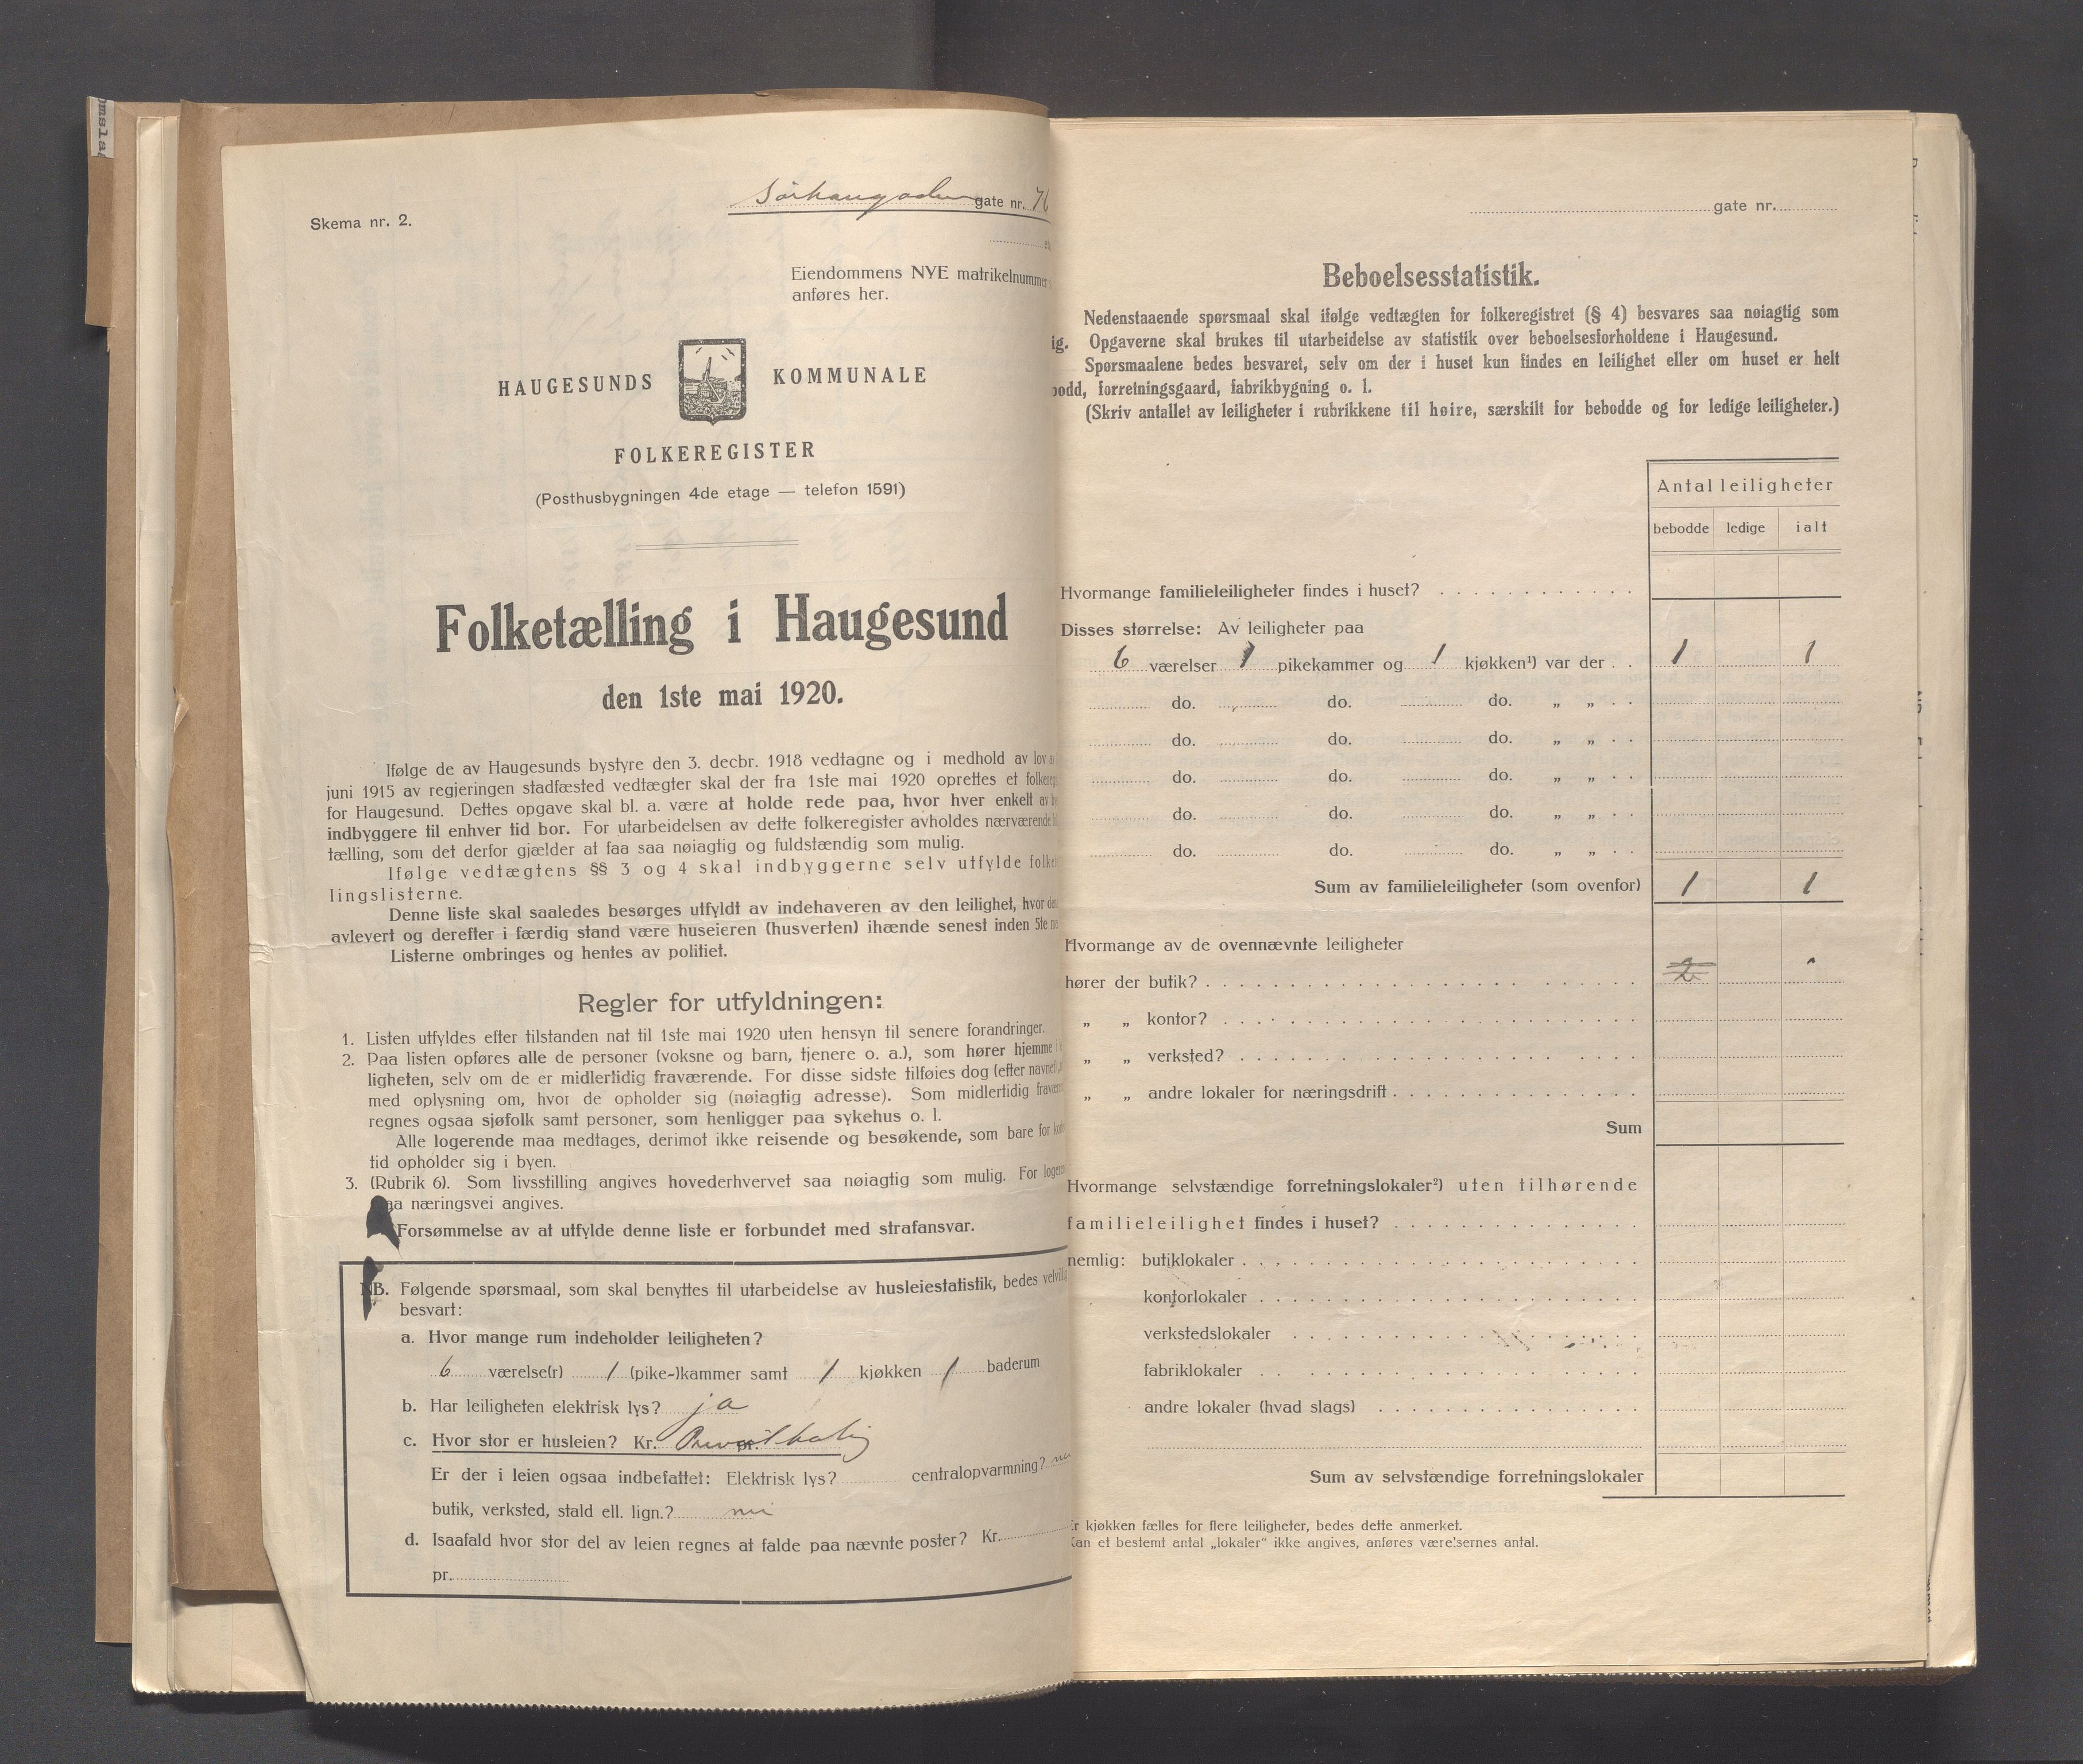 Skema nr. 2.
gate nr. 76
Eiendommens NYE matrikelnummer
anføres her.
HAUGESUNDS KOMMUNALE
FOLKEREGISTER
(Posthusbygningen 4de etage — telefon 1591)
Folketælling i Haugesund
den 1ste mai 1920.
Ifølge de av Haugesunds bystyre den 3. decbr. 1918 vedtagne og i medhold av lov av
juni 1915 av regjeringen stadfæsted vedtægter skal der fra 1ste mai 1920 oprettes et folkereg
for Haugesund. Dettes opgave skal bl. a. være at holde rede paa, hvor hver enkelt av
indbyggere til enhver tid bor. For utarbeidelsen av dette folkeregister avholdes nærværende
tælling, som det derfor gjælder at faa saa nøiagtig og fuldstændig som mulig.
Ifølge vedtægtens §§ 3 og 4 skal indbyggerne selv utfylde folke
lingslisterne.
Denne liste skal saaledes besørges utfyldt av indehaveren av den leilighet, hvor den
avlevert og derefter i færdig stand være huseieren (husverten) ihænde senest inden 5te
Listerne ombringes og hentes av politiet.
Regler for utfyldningen:
1. Listen utfyldes efter tilstanden nat til 1ste mai 1920 uten hensyn til senere forandringer.
2. Paa listen opføres alle de personer (voksne og barn, tjenere o. a.), som hører hjemme i
ligheten, selv om de er midlertidig fraværende. For disse sidste tilføies dog (efter navnet)
med oplysning om, hvor de opholder sig (nøiagtig adresse). Som midlertidig fravær
regnes ogsaa sjøfolk samt personer, som henligger paa sykehus o. l.
Alle logerende maa medtages, derimot ikke reisende og besøkende, som bare for
tid opholder sig i byen.
3. (Rubrik 6). Som livsstilling angives hovederhvervet saa nøiagtig som mulig. For logere
aa næringsvei angives.
Forsømmelse av at utfylde denne liste er forbundet med strafansvar.
NB. Følgende spørsmaal, som skal benyttes til utarbeidelse av husleiestatistik, bedes velvillig
besvart:
a. Hvor mange rum indeholder leiligheten?
6 værelse(r) 1 (pike-)kammer samt 1 kjøkken 1 baderum
b. Har leiligheten elektrisk lys? ja
c. Hvor stor er husleien? Kr. pr.
Er der i leien ogsaa indbefattet: Elektrisk lys? centralopvarmning?
butik, verksted, stald ell. lign.? nei
d. Isaafald hvor stor del av leien regnes at falde paa nævnte poster? Kr.
pr.
gate nr.
Beboelsesstatistik.
Nedenstaaende spørsmaal skal ifølge vedtægten for folkeregistret (§ 4) besvares saa nøiagtig som
ig. Opgaverne skal brukes til utarbeidelse av statistik over beboelsesforholdene i Haugesund.
Spørsmaalene bedes besvaret, selv om der i huset kun findes en leilighet eller om huset er helt
bodd, forretningsgaard, fabrikbygning o. l.
(Skriv antallet av leiligheter i rubrikkene til høire, særskilt for bebodde og for ledige leiligheter.)
Antal leiligheter
bebodde ledige ialt
Hvormange familieleiligheter findes i huset?
Disses størrelse: Av leiligheter paa
6 værelser 1 pikekammer og 1 kjøkken¹) var der . . 1 1
do. do. do. „ „ . .
do. do. do. „ „ . .
do. do. do. „ „ . .
do. do. do. „ „ . .
do. do. do. „ „ . .
Sum av familieleiligheter (som ovenfor) 1 1
Hvormange av de ovennævnte leiligheter
hører der butik? 2
„ „ kontor?
„ „ verksted?
„ „ andre lokaler for næringsdrift
Sum
Hvormange selvstændige forretningslokaler²) uten tilhørende
familieleilighet findes i huset?
nemlig: butiklokaler
kontorlokaler
verkstedslokaler
fabriklokaler
andre lokaler (hvad slags)
Sum av selvstændige forretningslokaler
Er kjøkken fælles for flere leiligheter, bedes dette anmerket.
Kan et bestemt antal „lokaler“ ikke angives, anføres værelsernes antal.